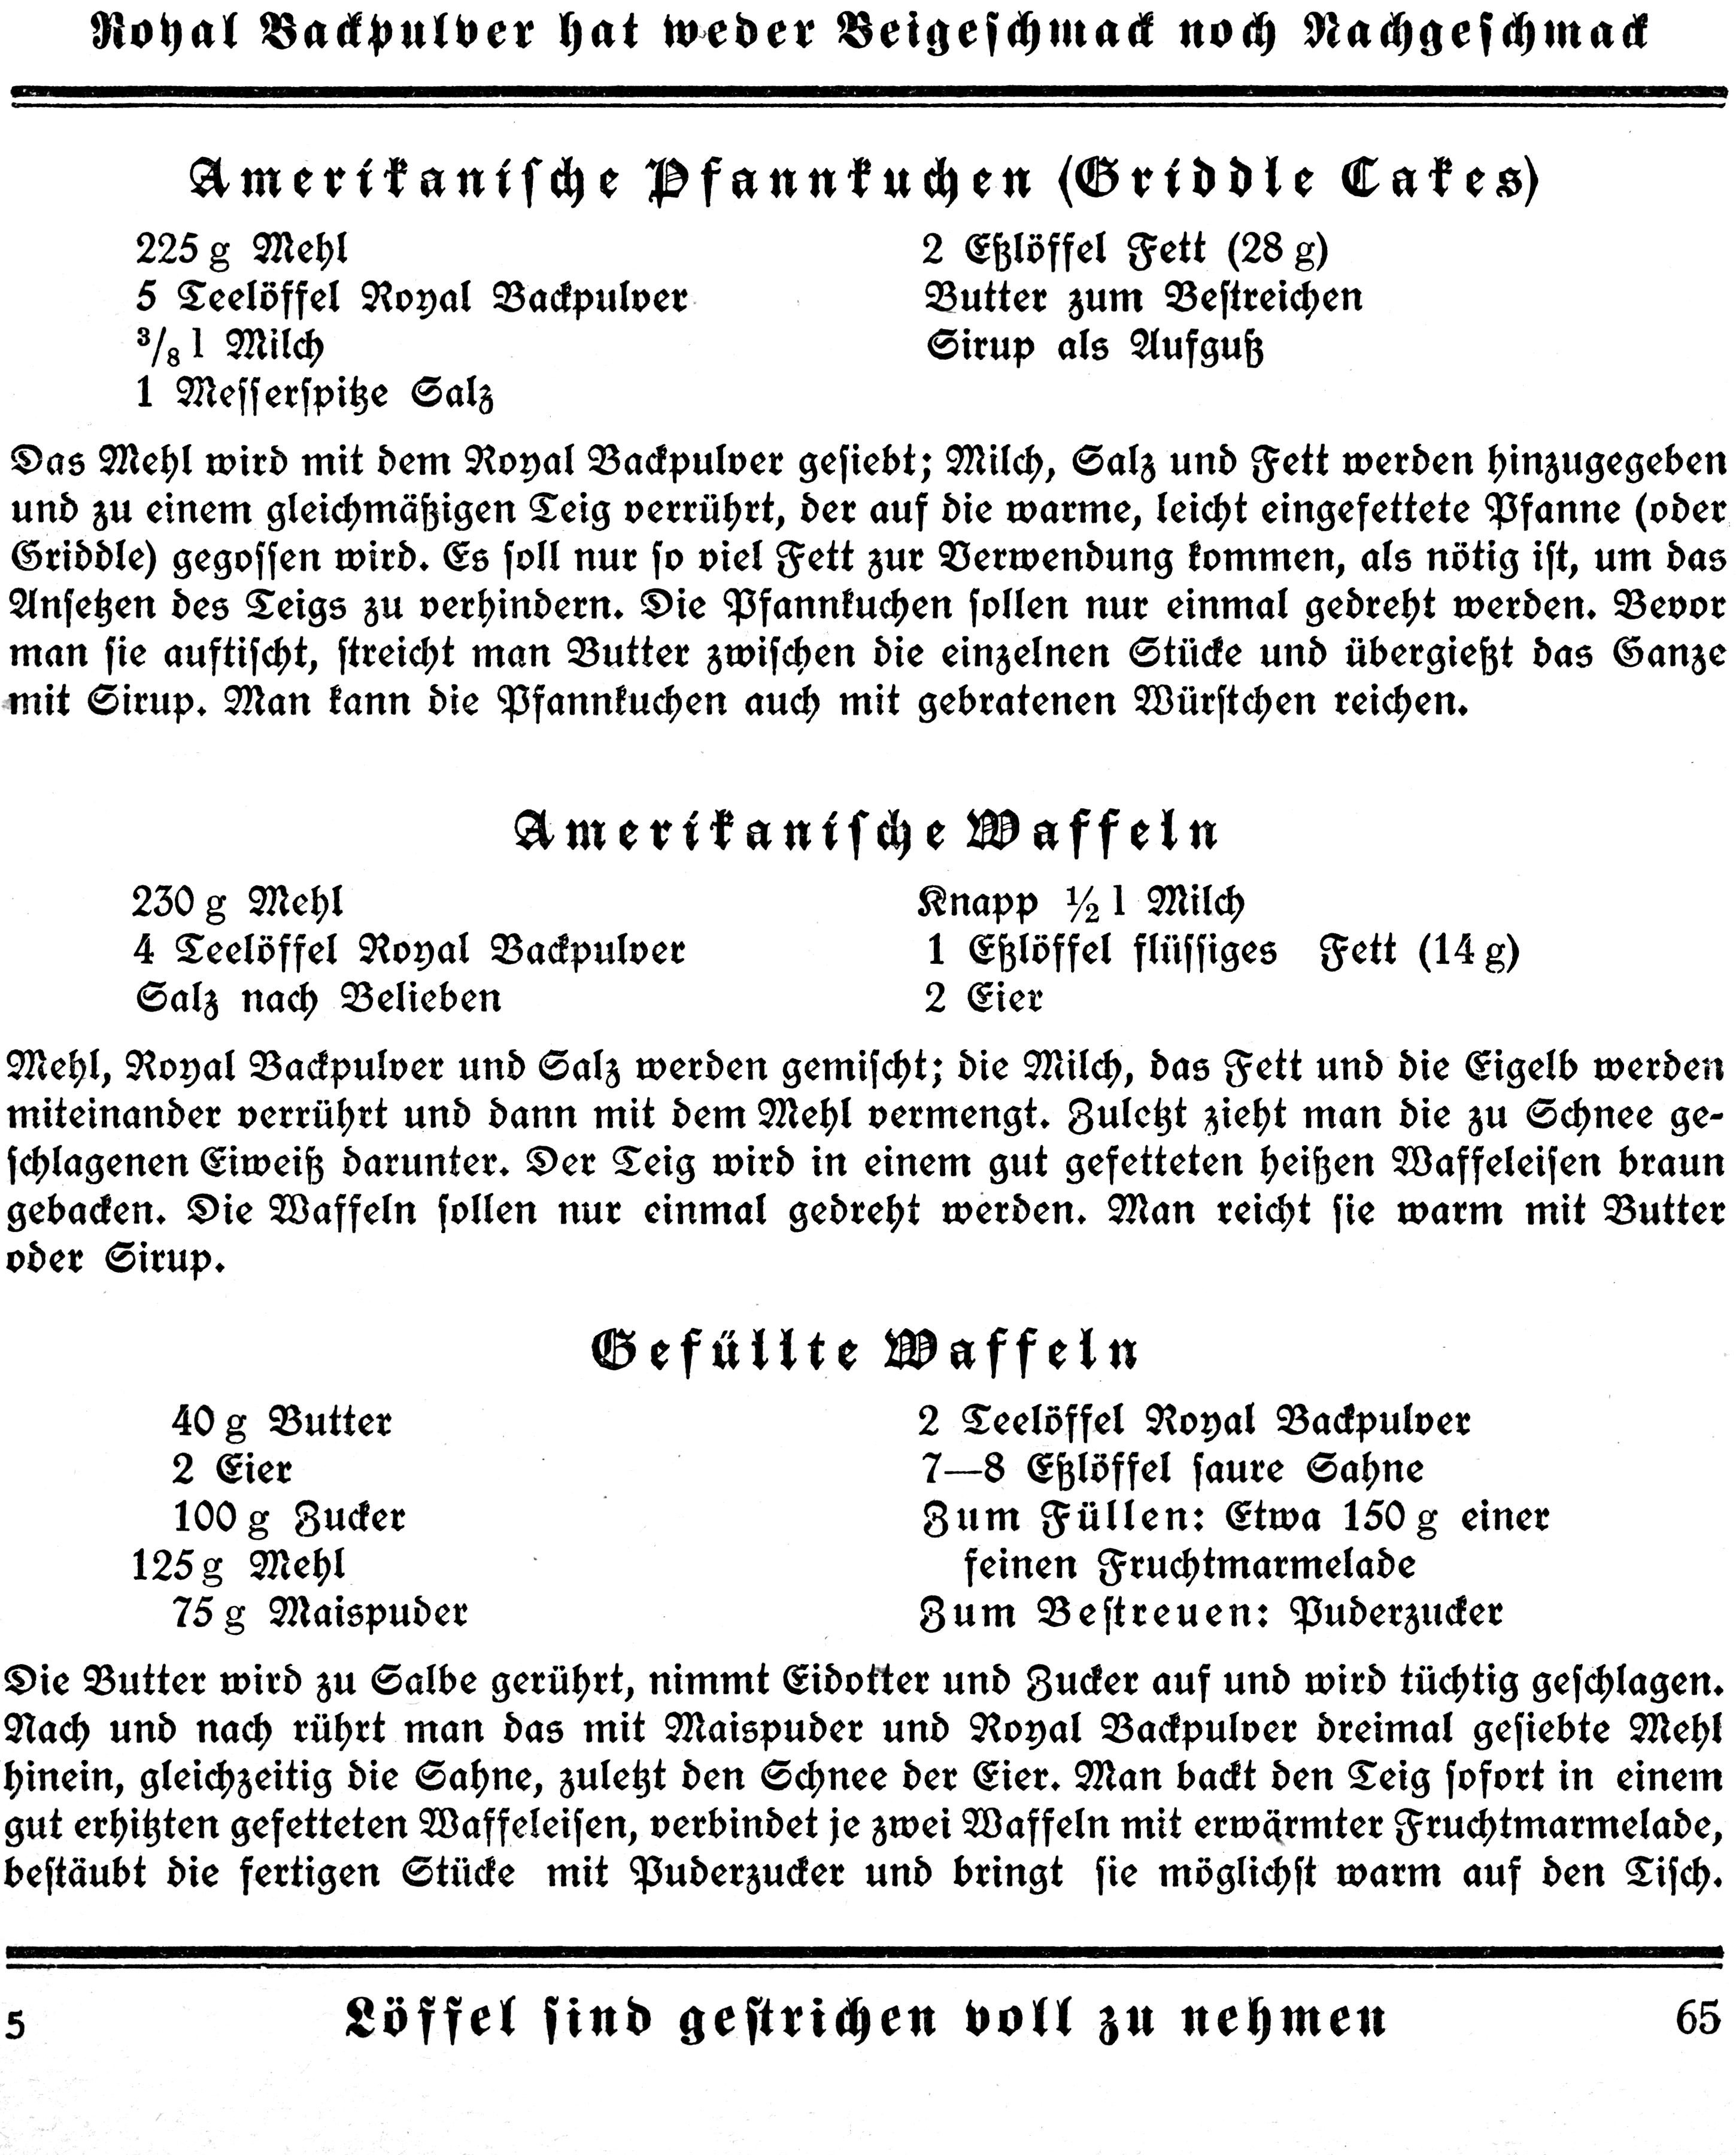 Royal Backpulver hat weder Beigeschmack noch Nachgeschmack
Amerikanische Pfannkuchen (Griddle Cakes)
225 g Mehl
5 Teelöffel Royal Backpulver
3/8 l Milch
1 Messerspitze Salz
2 Eßlöffel Fett (28 g)
Butter zum Bestreichen
Sirup als Aufguß
Das Mehl wird mit dem Royal Backpulver gesiebt; Milch, Salz und Fett werden hinzugegeben
und zu einem gleichmäßigen Teig verrührt, der auf die warme, leicht eingefettete Pfanne (oder
Griddle) gegossen wird. Es soll nur so viel Fett zur Verwendung kommen, als nötig ist, um das
Ansetzen des Teigs zu verhindern. Die Pfannkuchen sollen nur einmal gedreht werden. Bevor
man sie auftischt, streicht man Butter zwischen die einzelnen Stücke und übergießt das Ganze
mit Sirup. Man kann die Pfannkuchen auch mit gebratenen Würstchen reichen.
Amerikanische Waffeln
230 g Mehl
4 Teelöffel Royal Backpulver
Salz nach Belieben
Knapp ½ l Milch
1 Eßlöffel flüssiges Fett (14 g)
2 Eier
Mehl, Royal Backpulver und Salz werden gemischt; die Milch, das Fett und die Eigelb werden
miteinander verrührt und dann mit dem Mehl vermengt. Zuletzt zieht man die zu Schnee ge-
schlagenen Eiweiß darunter. Der Teig wird in einem gut gefetteten heißen Waffeleisen braun
gebacken. Die Waffeln sollen nur einmal gedreht werden. Man reicht sie warm mit Butter
oder Sirup.
Gefüllte Waffeln
40 g Butter
2 Eier
100 g Zucker
125 g Mehl
75 g Maispuder
2 Teelöffel Royal Backpulver
7—8 Eßlöffel saure Sahne
Zum Füllen: Etwa 150 g einer
feinen Fruchtmarmelade
Zum Bestreuen: Puderzucker
Die Butter wird zu Salbe gerührt, nimmt Eidotter und Zucker auf und wird tüchtig geschlagen.
Nach und nach rührt man das mit Maispuder und Royal Backpulver dreimal gesiebte Mehl
hinein, gleichzeitig die Sahne, zuletzt den Schnee der Eier. Man backt den Teig sofort in einem
gut erhitzten gefetteten Waffeleisen, verbindet je zwei Waffeln mit erwärmter Fruchtmarmelade,
bestäubt die fertigen Stücke mit Puderzucker und bringt sie möglichst warm auf den Tisch.
5 Löffel sind gestrichen voll zu nehmen 65